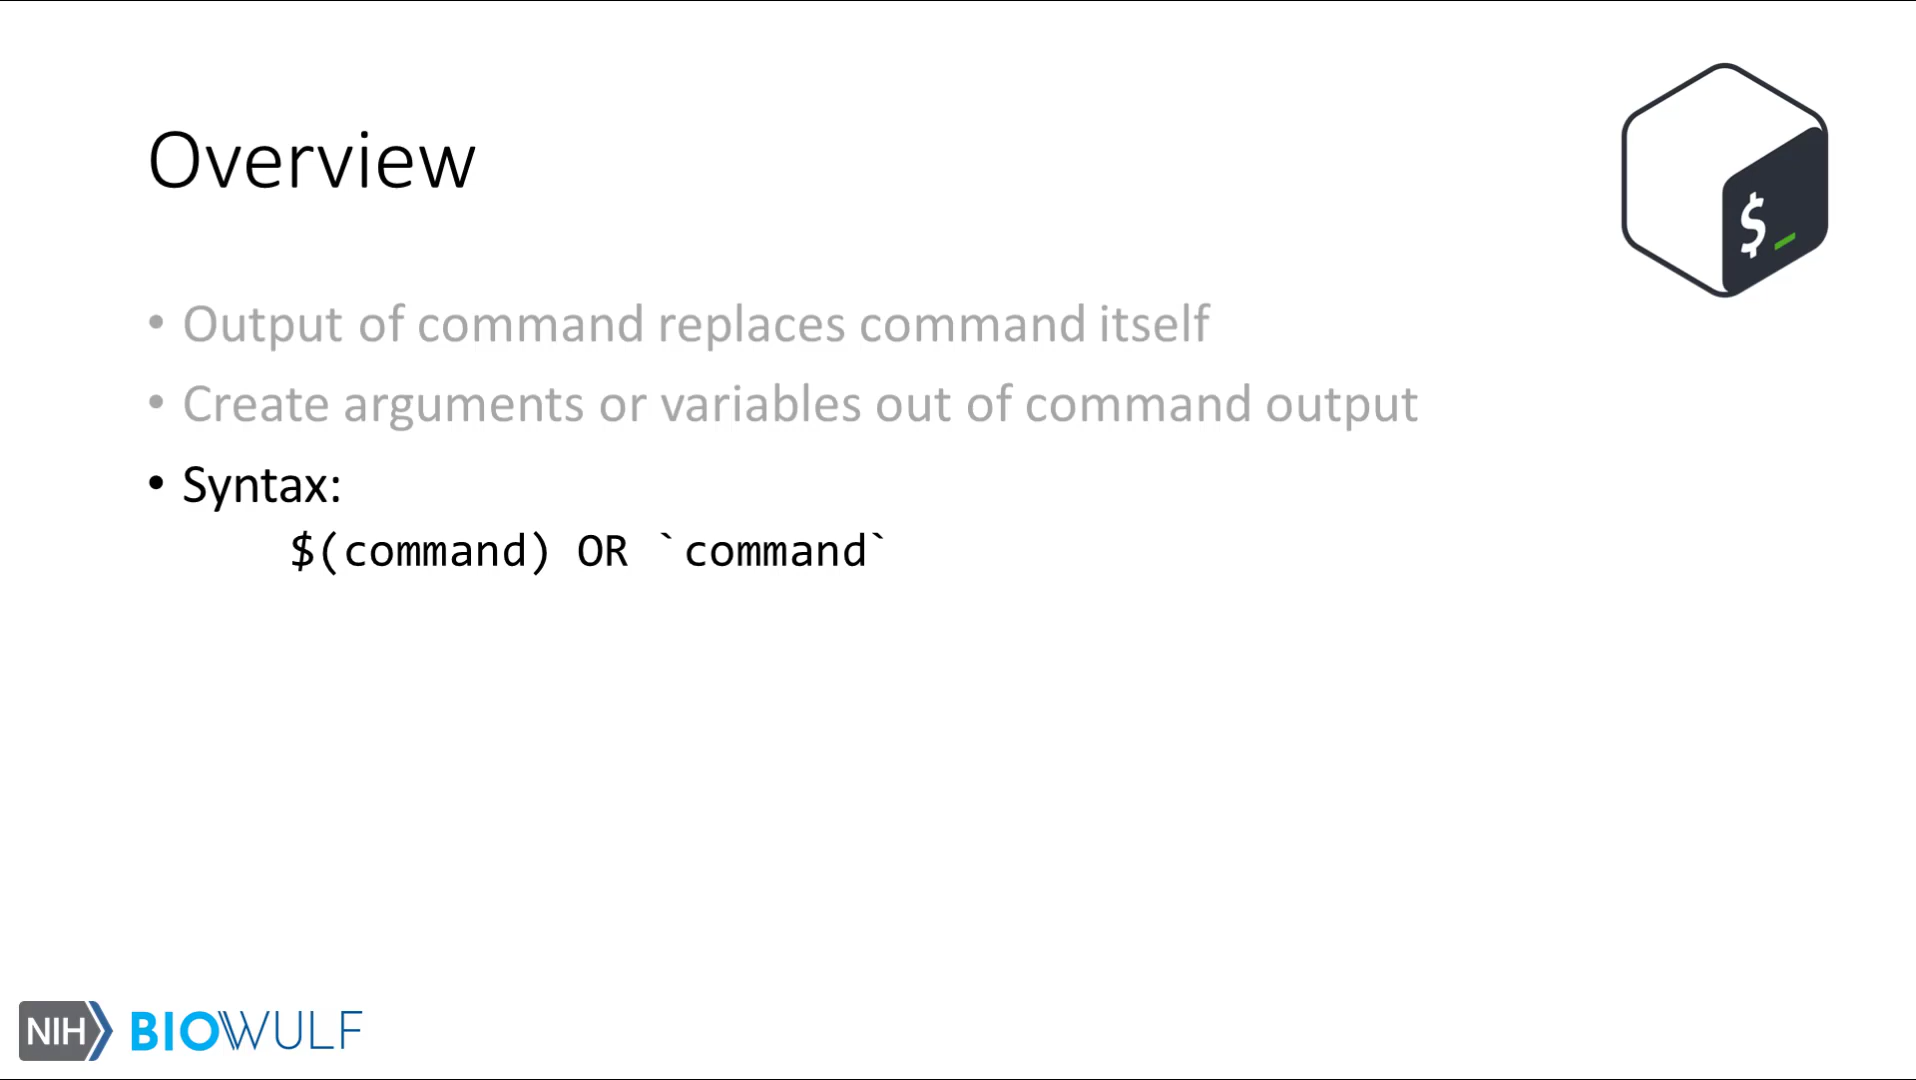 Overview
$_
• Output of command replaces command itself
• Create arguments or variables out of command output
• Syntax:
$(command) OR `command`
NIH BIOWULF